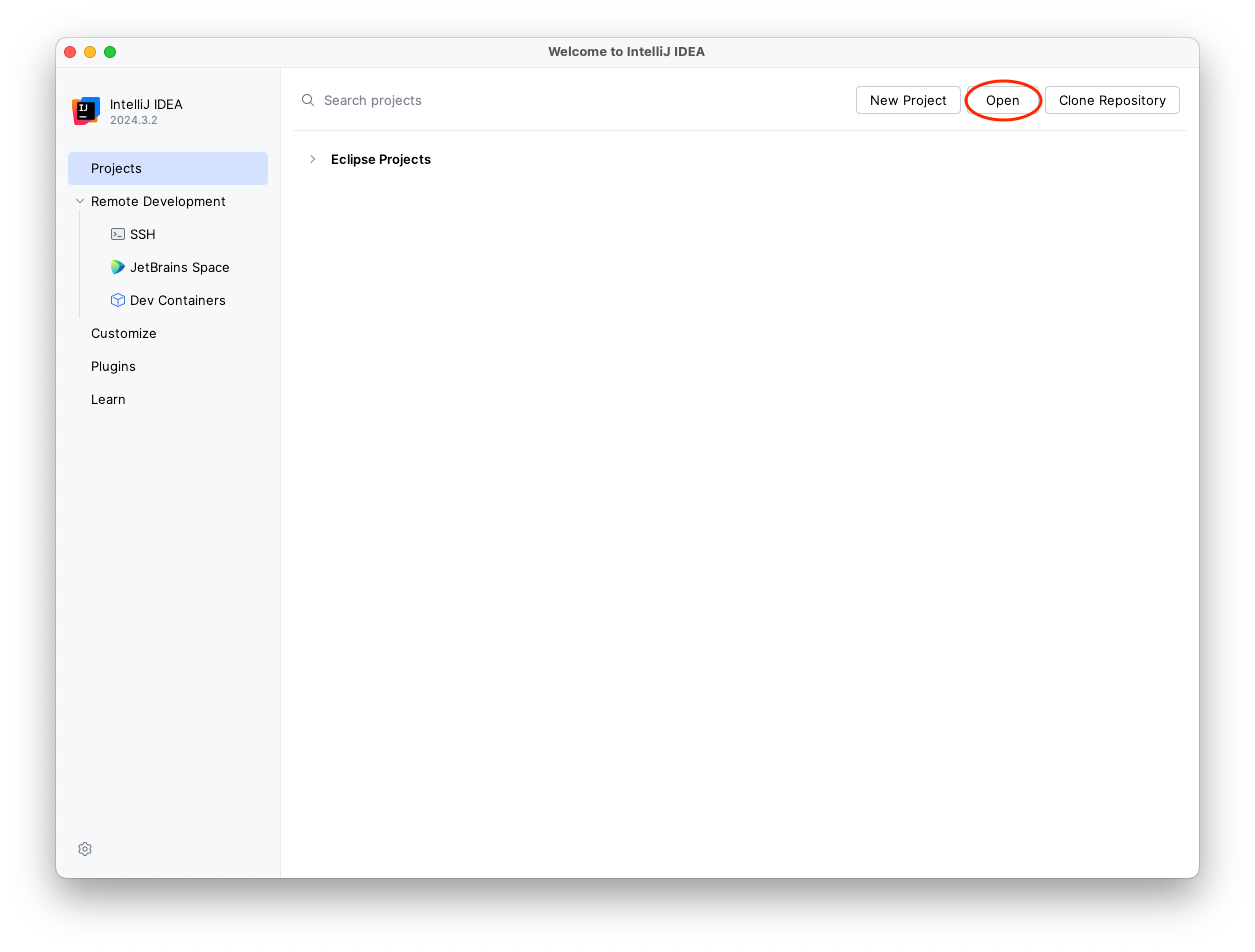 Welcome to IntelliJ IDEA
IJ
IntelliJ IDEA
2024.3.2
Search projects
New Project
Open
Clone Repository
Projects
Eclipse Projects
Remote Development
SSH
JetBrains Space
Dev Containers
Customize
Plugins
Learn